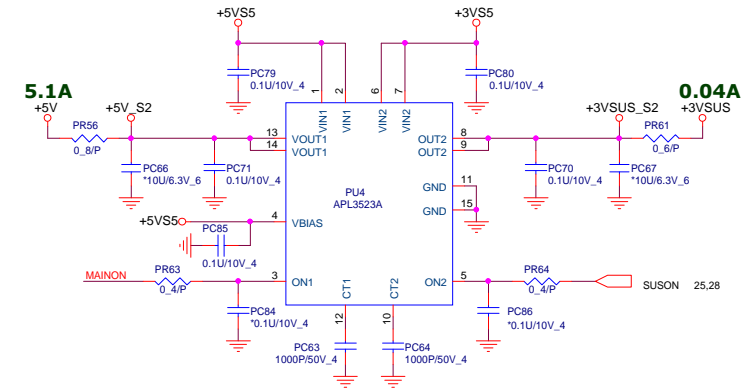 +5VS5
+3VS5
PC79
0.1U/10V_4
PC80
0.1U/10V_4
5.1A
+5V
+5V_S2
0.04A
+3VSUS_S2
+3VSUS
1
2
6
7
VIN1
VIN1
VIN2
VIN2
PR56
0_8/P
13
14
VOUT1
VOUT1
OUT2
OUT2
8
9
PR61
0_6/P
PC66
*10U/6.3V_6
PC71
0.1U/10V_4
PC70
0.1U/10V_4
PC67
*10U/6.3V_6
PU4
APL3523A
GND
11
GND
15
+5VS5
4
VBIAS
PC85
0.1U/10V_4
MAINON
PR63
0_4/P
3
ON1
ON2
5
PR64
0_4/P
SUSON 25,28
CT1
CT2
PC84
*0.1U/10V_4
12
10
PC86
*0.1U/10V_4
PC63
1000P/50V_4
PC64
1000P/50V_4